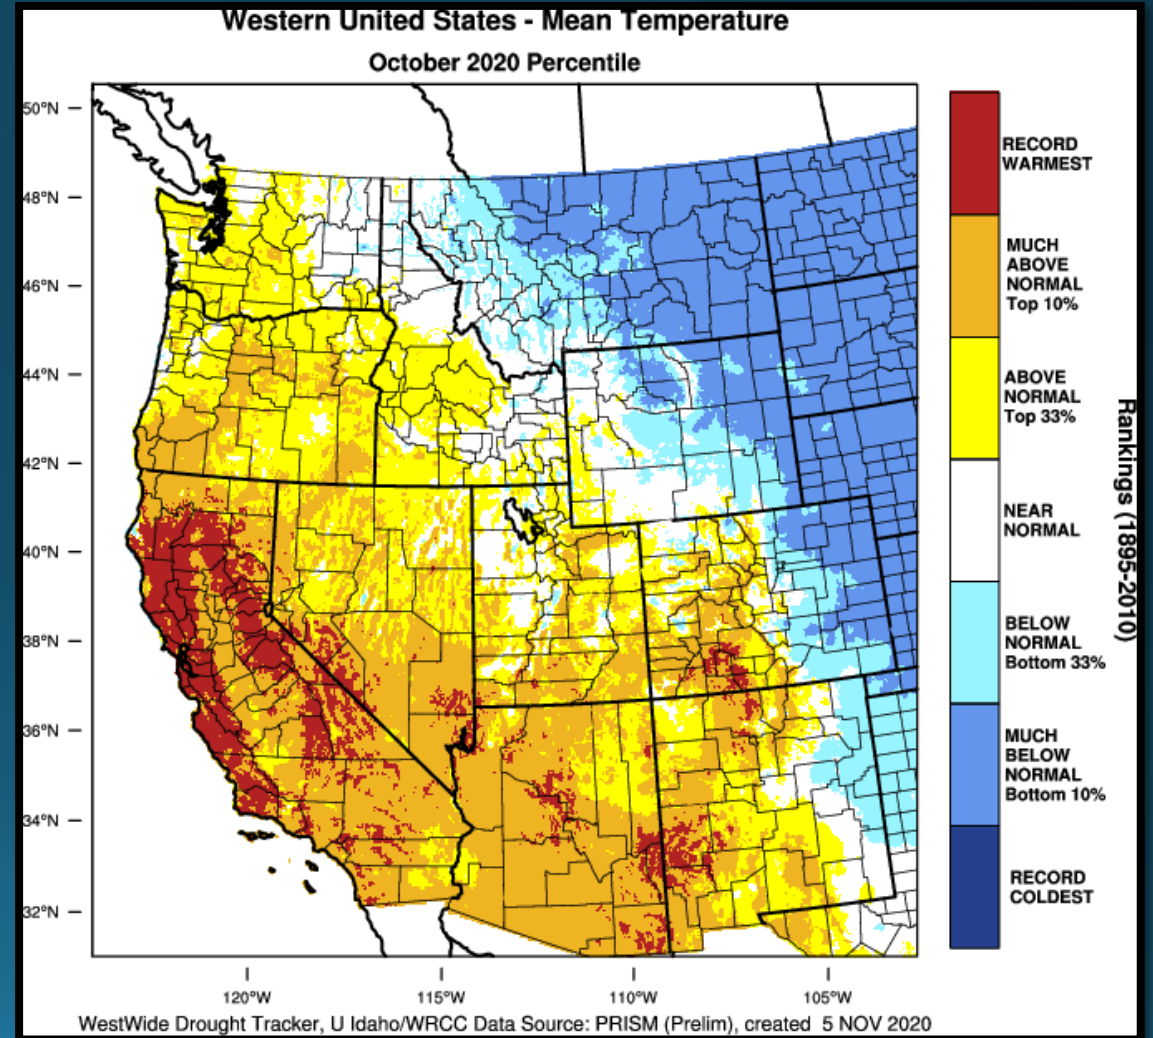 Western United States - Mean Temperature
October 2020 Percentile
50°N
48°N
46°N
44°N
42°N
40°N
38°N
36°N
34°N
32°N
120°W
115°W
110°W
105°W
RECORD
WARMEST
MUCH
ABOVE
NORMAL
Top 10%
ABOVE
NORMAL
Top 33%
NEAR
NORMAL
BELOW
NORMAL
Bottom 33%
MUCH
BELOW
NORMAL
Bottom 10%
RECORD
COLDEST
Rankings (1895-2010)
WestWide Drought Tracker, U Idaho/WRCC Data Source: PRISM (Prelim), created 5 NOV 2020